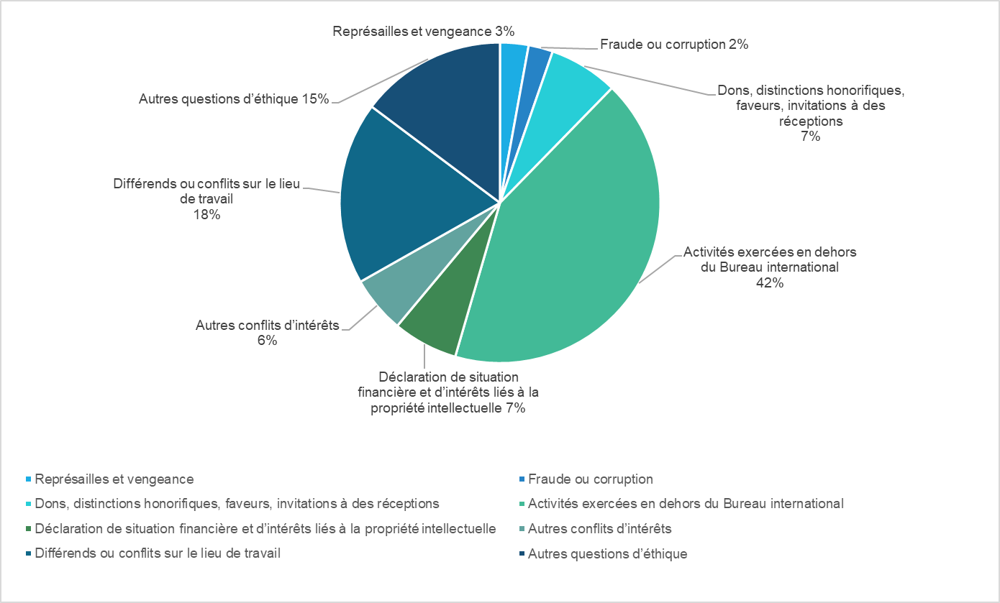 Représailles et vengeance 3%
Fraude ou corruption 2%
Dons, distinctions honorifiques,
faveurs, invitations à des
réceptions
7%
Autres questions d’éthique 15%
Différends ou conflits sur le lieu
de travail
18%
Activités exercées en dehors
du Bureau international
42%
Autres conflits d’intérêts
6%
Déclaration de situation
financière et d’intérêts liés à la
propriété intellectuelle 7%
Représailles et vengeance
Fraude ou corruption
Dons, distinctions honorifiques, faveurs, invitations à des réceptions
Activités exercées en dehors du Bureau international
Déclaration de situation financière et d’intérêts liés à la propriété intellectuelle
Autres conflits d’intérêts
Différends ou conflits sur le lieu de travail
Autres questions d’éthique